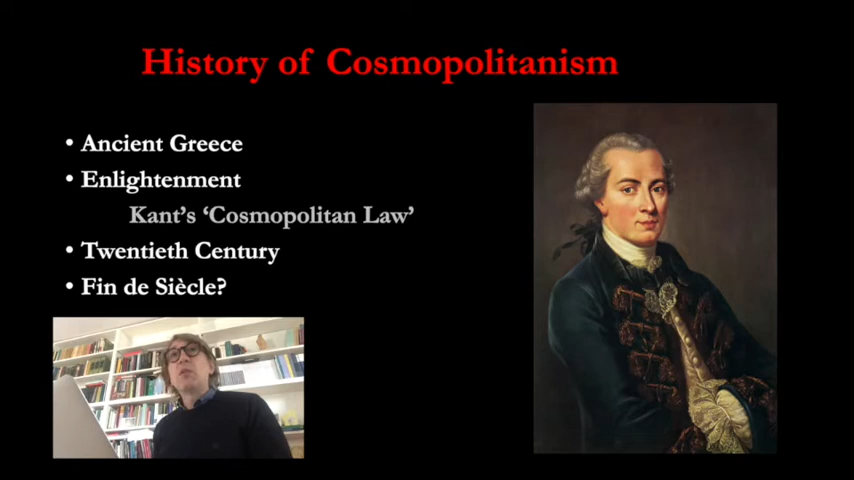 History of Cosmopolitanism
• Ancient Greece
• Enlightenment
Kant's 'Cosmopolitan Law'
• Twentieth Century
• Fin de Siècle?